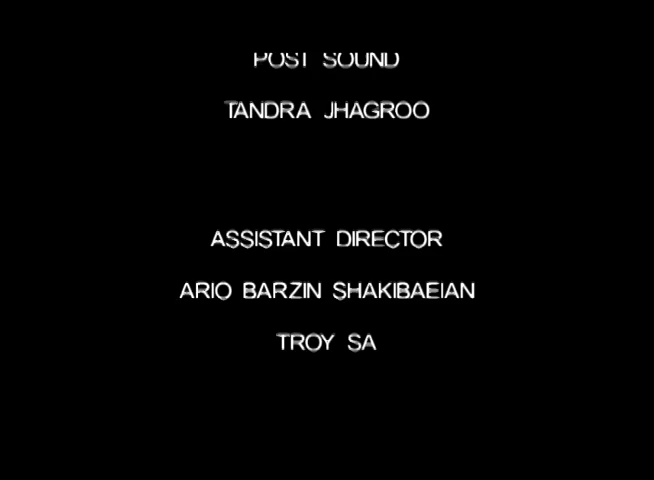 POST SOUND
TANDRA JHAGROO
ASSISTANT DIRECTOR
ARIO BARZIN SHAKIBAEIAN
TROY SA